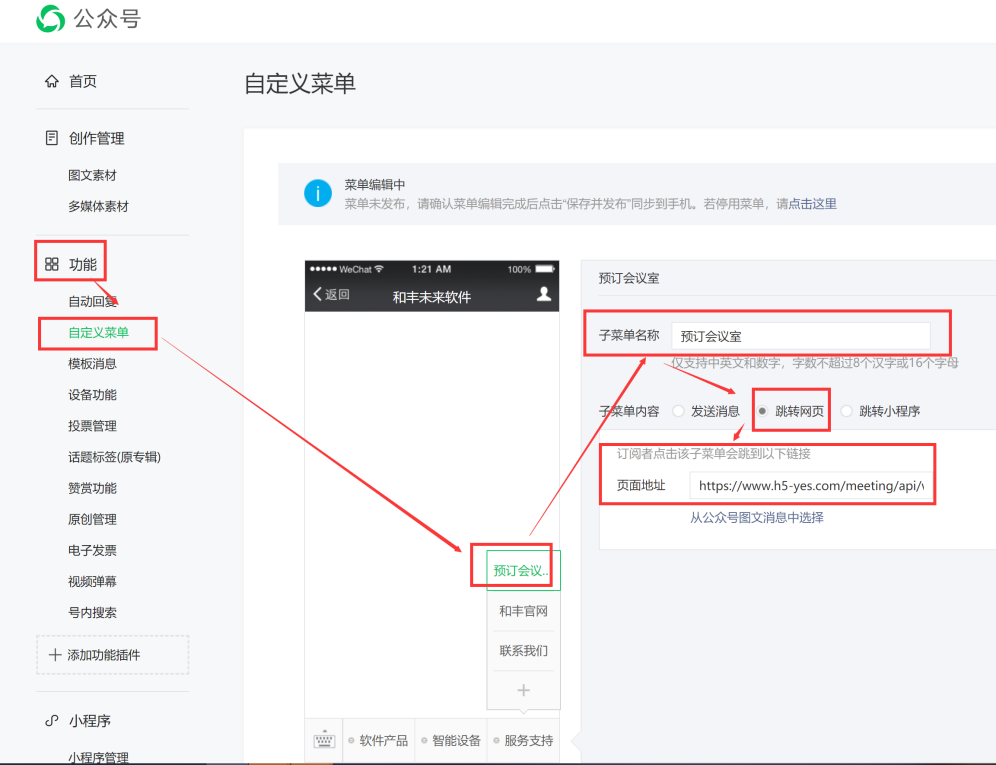 公众号
首页
创作管理
图文素材
多媒体素材
功能
自动回复
自定义菜单
模板消息
设备功能
投票管理
话题标签(原专辑)
赞赏功能
原创管理
电子发票
视频弹幕
号内搜索
添加功能插件
小程序
小程序管理
自定义菜单
菜单编辑中
菜单未发布，请确认菜单编辑完成后点击“保存并发布”同步到手机。若停用菜单，请点击这里
WeChat 1:21 AM 100%
返回 和丰未来软件
预订会议...
和丰官网
联系我们
软件产品 智能设备 服务支持
预订会议室
子菜单名称 预订会议室
仅支持中英文和数字，字数不超过8个汉字或16个字母
子菜单内容 发送消息 跳转网页 跳转小程序
订阅者点击该子菜单会跳到以下链接
页面地址 https://www.h5-yes.com/meeting/api/
从公众号图文消息中选择